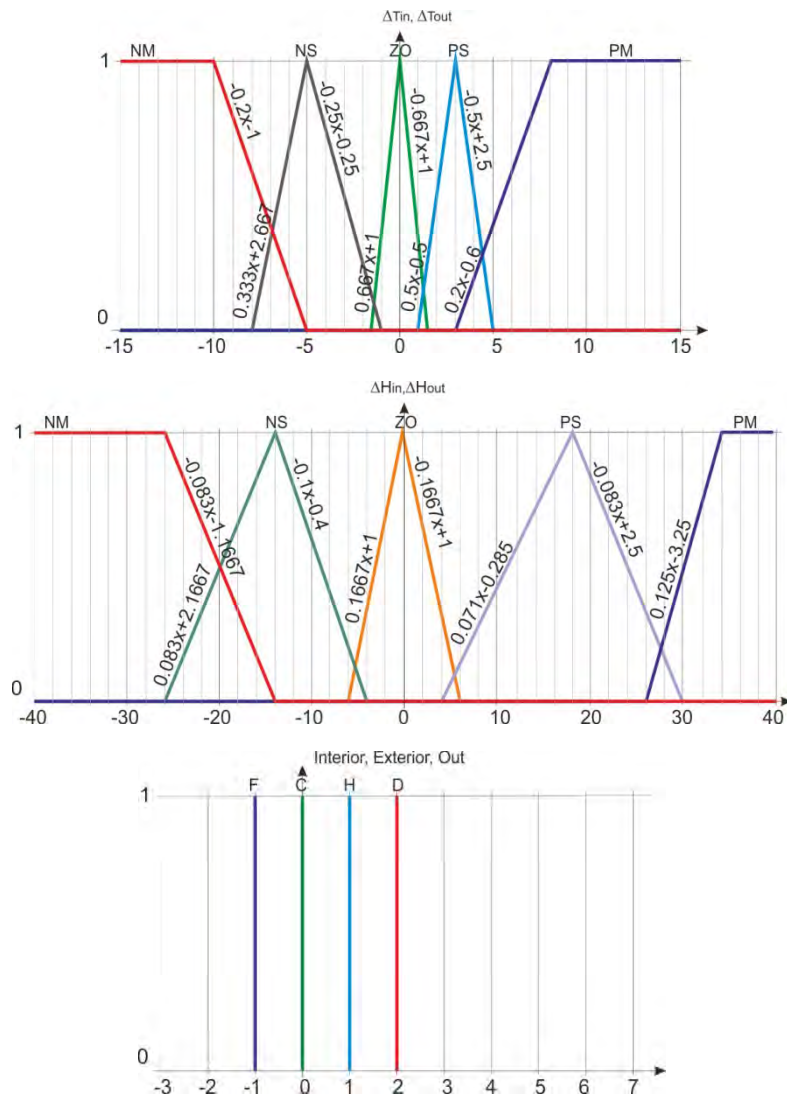 ΔTin, ΔTout
NM NS ZO PS PM
1
-0.2x-1
-0.25x-0.25
-0.667x+1
-0.5x+2.5
0.333x+2.667
0.667x+1
0.5x-0.5
0.2x-0.6
0
-15 -10 -5 0 5 10 15
ΔHin,ΔHout
NM NS ZO PS PM
1
-0.083x-1.1667
-0.1x-0.4
-0.1667x+1
-0.083x+2.5
0.083x+2.1667
0.1667x+1
0.071x-0.285
0.125x-3.25
0
-40 -30 -20 -10 0 10 20 30 40
Interior, Exterior, Out
F C H D
1
0
-3 -2 -1 0 1 2 3 4 5 6 7